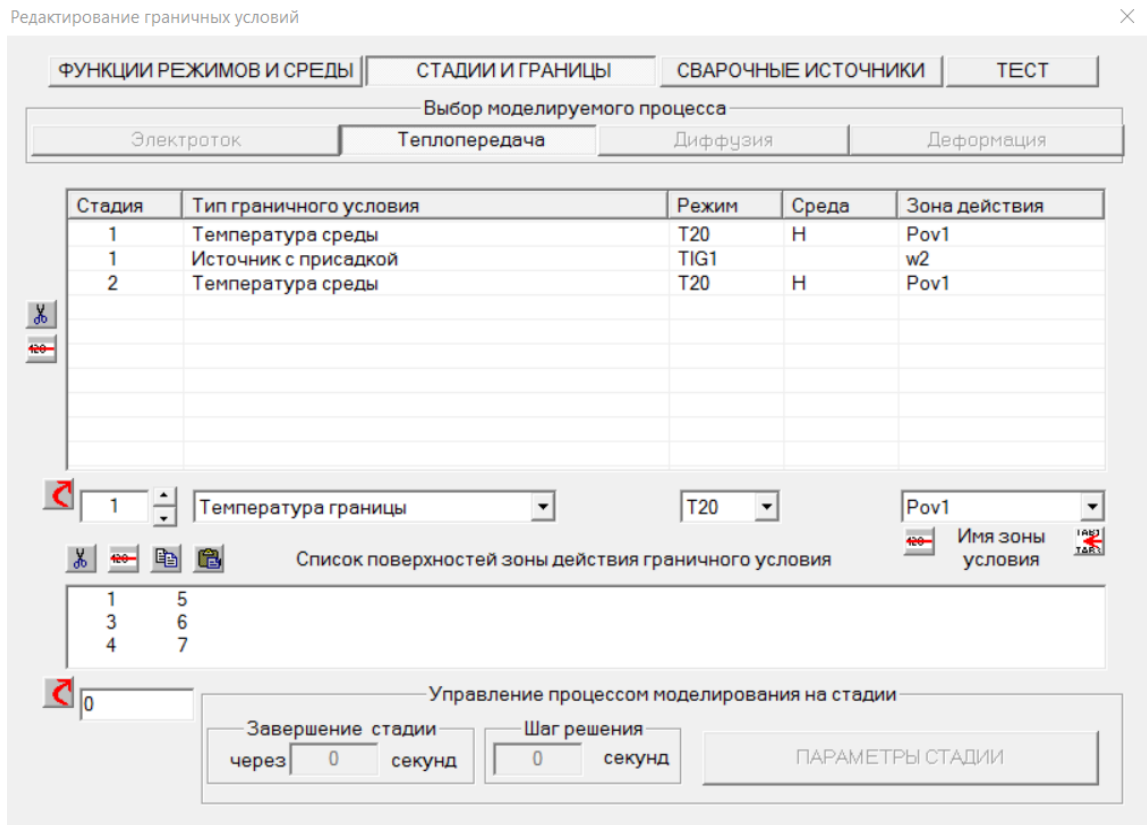 Редактирование граничных условий
ФУНКЦИИ РЕЖИМОВ И СРЕДЫ СТАДИИ И ГРАНИЦЫ СВАРОЧНЫЕ ИСТОЧНИКИ ТЕСТ
Выбор моделируемого процесса
Электроток Теплопередача Диффузия Деформация
Стадия Тип граничного условия Режим Среда Зона действия
1 Температура среды T20 H Pov1
1 Источник с присадкой TIG1 w2
2 Температура среды T20 H Pov1
1 Температура границы T20 Pov1
Имя зоны
условия
Список поверхностей зоны действия граничного условия
1 5
3 6
4 7
0
Управление процессом моделирования на стадии
Завершение стадии Шаг решения
через 0 секунд 0 секунд ПАРАМЕТРЫ СТАДИИ